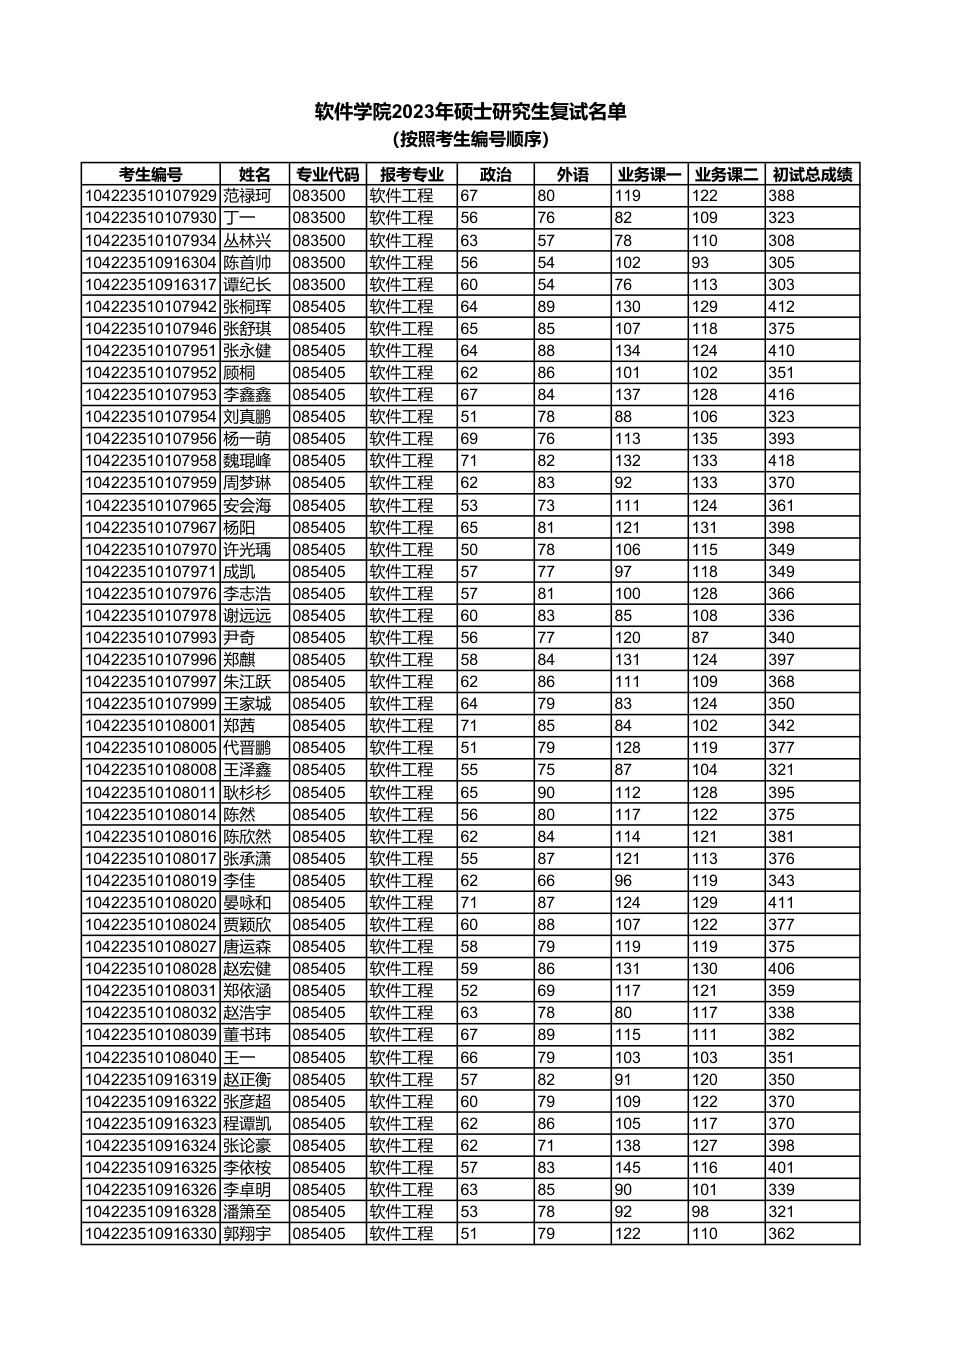 软件学院2023年硕士研究生复试名单
（按照考生编号顺序）
考生编号 姓名 专业代码 报考专业 政治 外语 业务课一 业务课二 初试总成绩
104223510107929 范禄珂 083500 软件工程 67 80 119 122 388
104223510107930 丁一 083500 软件工程 56 76 82 109 323
104223510107934 丛林兴 083500 软件工程 63 57 78 110 308
104223510916304 陈首帅 083500 软件工程 56 54 102 93 305
104223510916317 谭纪长 083500 软件工程 60 54 76 113 303
104223510107942 张桐珲 085405 软件工程 64 89 130 129 412
104223510107946 张舒琪 085405 软件工程 65 85 107 118 375
104223510107951 张永健 085405 软件工程 64 88 134 124 410
104223510107952 顾桐 085405 软件工程 62 86 101 102 351
104223510107953 李鑫鑫 085405 软件工程 67 84 137 128 416
104223510107954 刘真鹏 085405 软件工程 51 78 88 106 323
104223510107956 杨一萌 085405 软件工程 69 76 113 135 393
104223510107958 魏琨峰 085405 软件工程 71 82 132 133 418
104223510107959 周梦琳 085405 软件工程 62 83 92 133 370
104223510107965 安会海 085405 软件工程 53 73 111 124 361
104223510107967 杨阳 085405 软件工程 65 81 121 131 398
104223510107970 许光瑀 085405 软件工程 50 78 106 115 349
104223510107971 成凯 085405 软件工程 57 77 97 118 349
104223510107976 李志浩 085405 软件工程 57 81 100 128 366
104223510107978 谢远远 085405 软件工程 60 83 85 108 336
104223510107993 尹奇 085405 软件工程 56 77 120 87 340
104223510107996 郑麒 085405 软件工程 58 84 131 124 397
104223510107997 朱江跃 085405 软件工程 62 86 111 109 368
104223510107999 王家城 085405 软件工程 64 79 83 124 350
104223510108001 郑茜 085405 软件工程 71 85 84 102 342
104223510108005 代晋鹏 085405 软件工程 51 79 128 119 377
104223510108008 王泽鑫 085405 软件工程 55 75 87 104 321
104223510108011 耿杉杉 085405 软件工程 65 90 112 128 395
104223510108014 陈然 085405 软件工程 56 80 117 122 375
104223510108016 陈欣然 085405 软件工程 62 84 114 121 381
104223510108017 张承潇 085405 软件工程 55 87 121 113 376
104223510108019 李佳 085405 软件工程 62 66 96 119 343
104223510108020 晏咏和 085405 软件工程 71 87 124 129 411
104223510108024 贾颖欣 085405 软件工程 60 88 107 122 377
104223510108027 唐运森 085405 软件工程 58 79 119 119 375
104223510108028 赵宏健 085405 软件工程 59 86 131 130 406
104223510108031 郑依涵 085405 软件工程 52 69 117 121 359
104223510108032 赵浩宇 085405 软件工程 63 78 80 117 338
104223510108039 董书玮 085405 软件工程 67 89 115 111 382
104223510108040 王一 085405 软件工程 66 79 103 103 351
104223510916319 赵正衡 085405 软件工程 57 82 91 120 350
104223510916322 张彦超 085405 软件工程 60 79 109 122 370
104223510916323 程谭凯 085405 软件工程 62 86 105 117 370
104223510916324 张论豪 085405 软件工程 62 71 138 127 398
104223510916325 李依桉 085405 软件工程 57 83 145 116 401
104223510916326 李卓明 085405 软件工程 63 85 90 101 339
104223510916328 潘箫至 085405 软件工程 53 78 92 98 321
104223510916330 郭翔宇 085405 软件工程 51 79 122 110 362